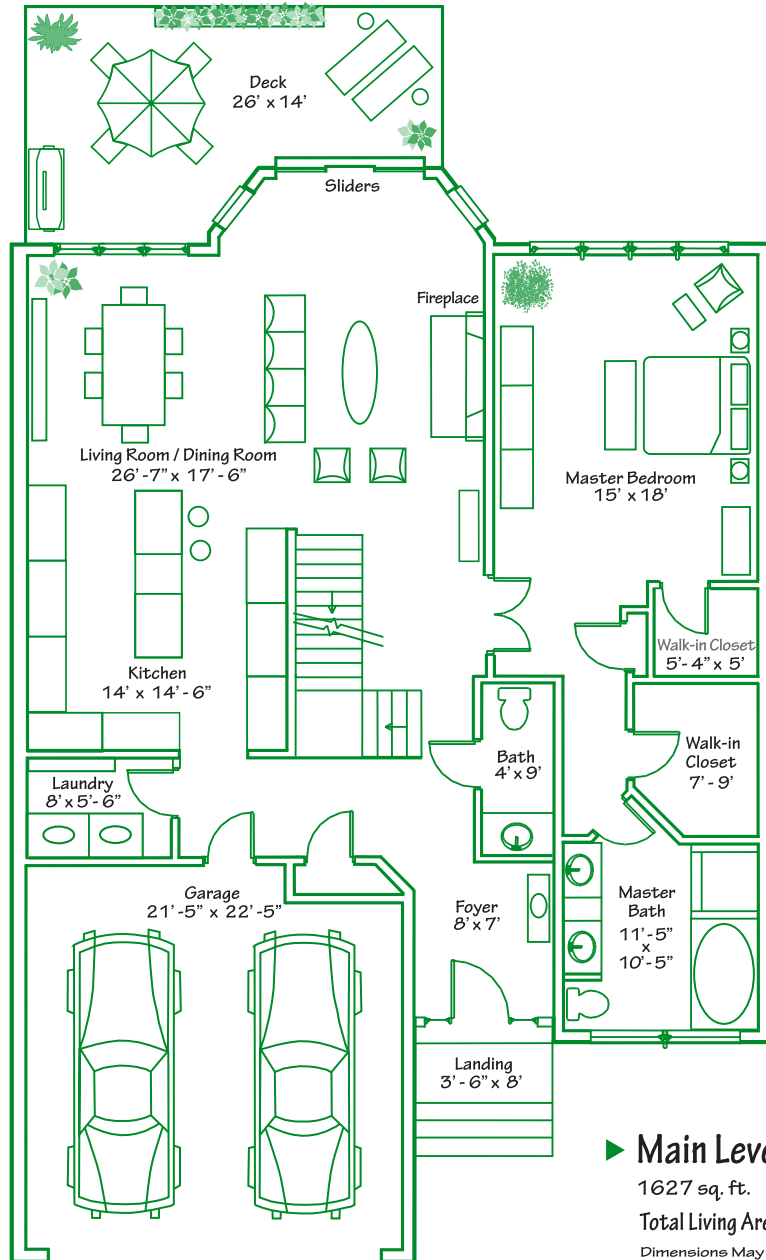 Deck
26' x 14'
Sliders
Fireplace
Living Room / Dining Room
26'-7" x 17'-6"
Master Bedroom
15' x 18'
Walk-in Closet
5'-4" x 5'
Kitchen
14' x 14'-6"
Bath
4' x 9'
Walk-in
Closet
7'-9'
Laundry
8' x 5'-6"
Garage
21'-5" x 22'-5"
Foyer
8' x 7'
Master
Bath
11'-5"
x
10'-5"
Landing
3'-6" x 8'
Main Leve
1627 sq. ft.
Total Living Are
Dimensions May